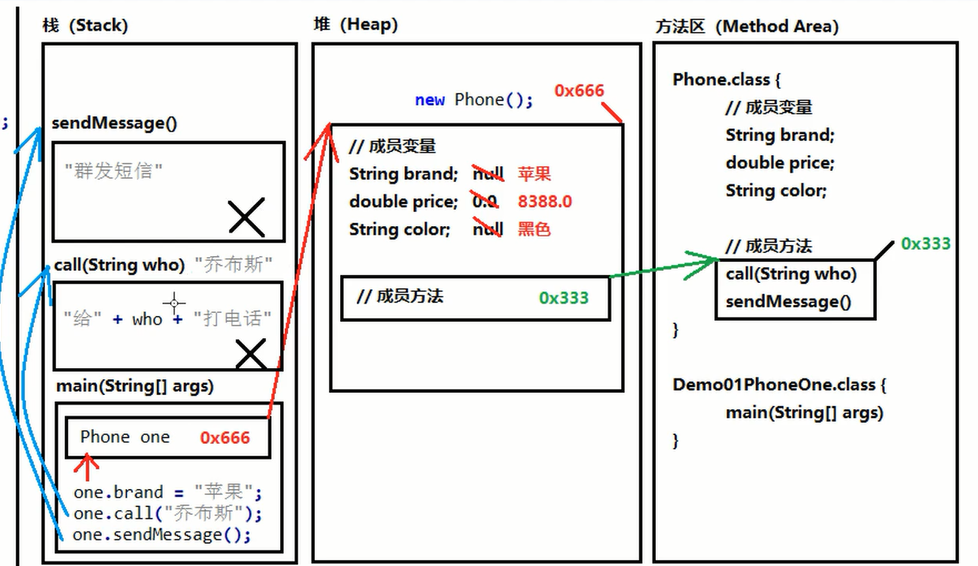 栈（Stack）
;
sendMessage()
"群发短信"
call(String who) "乔布斯"
"给" + who + "打电话"
main(String[] args)
Phone one 0x666
one.brand = "苹果";
one.call("乔布斯");
one.sendMessage();
堆（Heap）
new Phone(); 0x666
// 成员变量
String brand; null 苹果
double price; 0.0 8388.0
String color; null 黑色
// 成员方法 0x333
方法区（Method Area）
Phone.class {
// 成员变量
String brand;
double price;
String color;
// 成员方法 0x333
call(String who)
sendMessage()
}
Demo01PhoneOne.class {
main(String[] args)
}